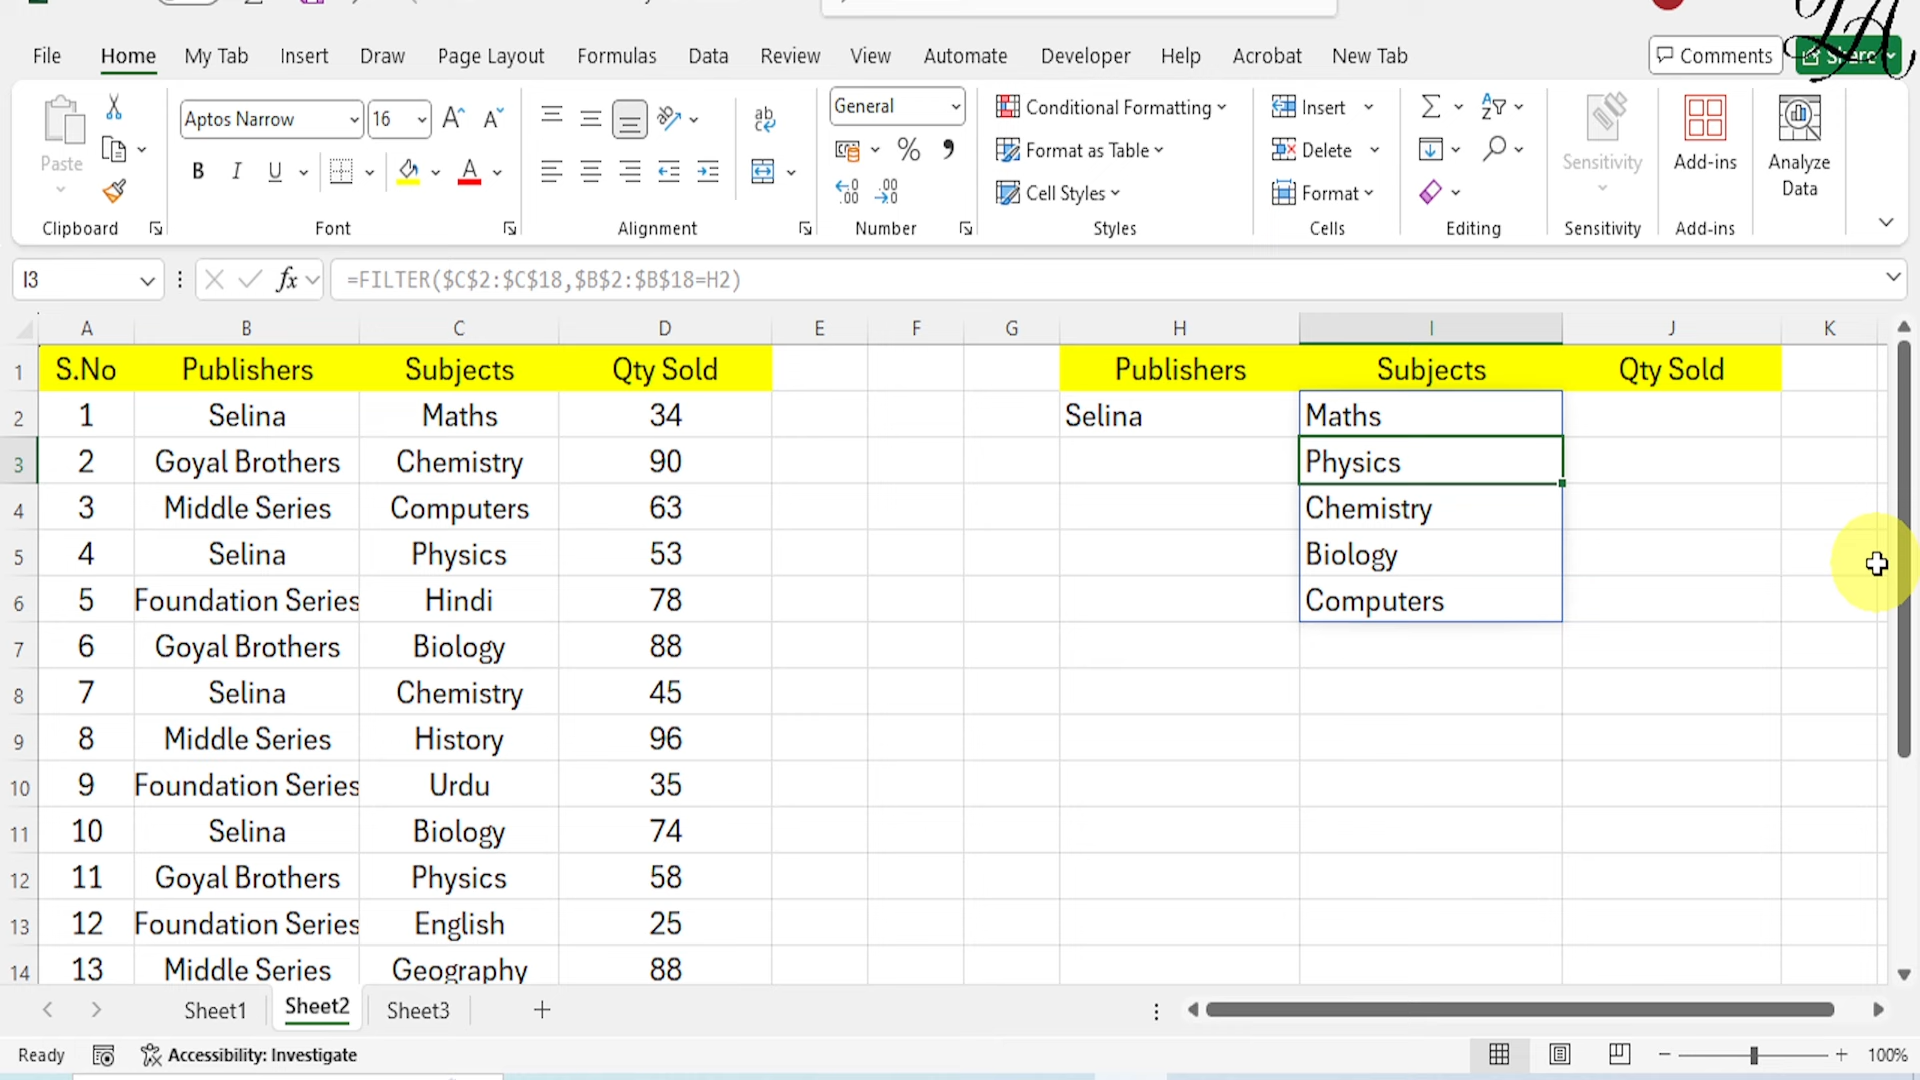 File Home My Tab Insert Draw Page Layout Formulas Data Review View Automate Developer Help Acrobat New Tab Comments Share
Paste Aptos Narrow 16 General Conditional Formatting Insert
B I U % Format as Table Delete Sensitivity Add-ins Analyze Data
Cell Styles Format
Clipboard Font Alignment Number Styles Cells Editing Sensitivity Add-ins
I3 fx =FILTER($C$2:$C$18,$B$2:$B$18=H2)
A B C D E F G H I J K
1 S.No Publishers Subjects Qty Sold Publishers Subjects Qty Sold
2 1 Selina Maths 34 Selina Maths
3 2 Goyal Brothers Chemistry 90 Physics
4 3 Middle Series Computers 63 Chemistry
5 4 Selina Physics 53 Biology
6 5 Foundation Series Hindi 78 Computers
7 6 Goyal Brothers Biology 88
8 7 Selina Chemistry 45
9 8 Middle Series History 96
10 9 Foundation Series Urdu 35
11 10 Selina Biology 74
12 11 Goyal Brothers Physics 58
13 12 Foundation Series English 25
14 13 Middle Series Geography 88
Sheet1 Sheet2 Sheet3
Ready Accessibility: Investigate 100%